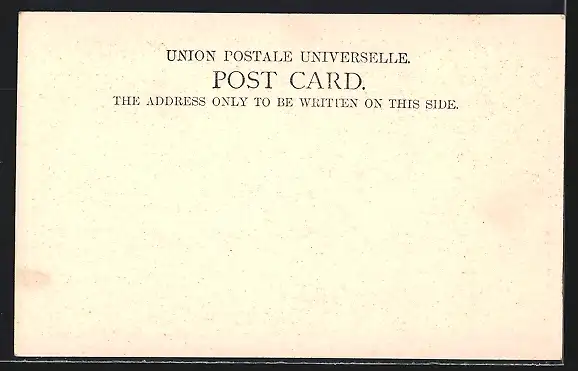 UNION POSTALE UNIVERSELLE.
POST CARD.
THE ADDRESS ONLY TO BE WRITTEN ON THIS SIDE.